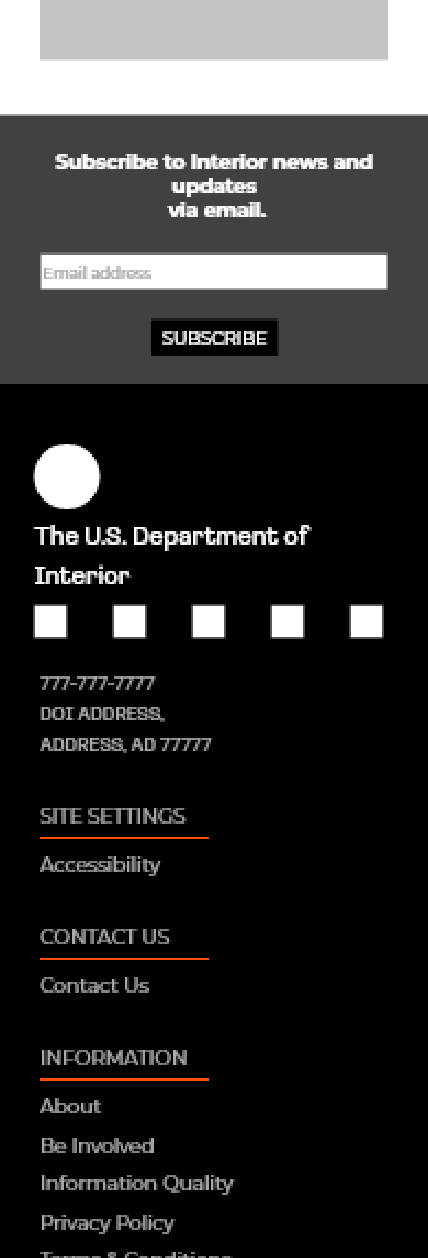 Subscribe to Interior news and
updates
via email.
Email address
SUBSCRIBE
The U.S. Department of
Interior
777-777-7777
DOI ADDRESS,
ADDRESS, AD 77777
SITE SETTINGS
Accessibility
CONTACT US
Contact Us
INFORMATION
About
Be Involved
Information Quality
Privacy Policy
Terms & Conditions